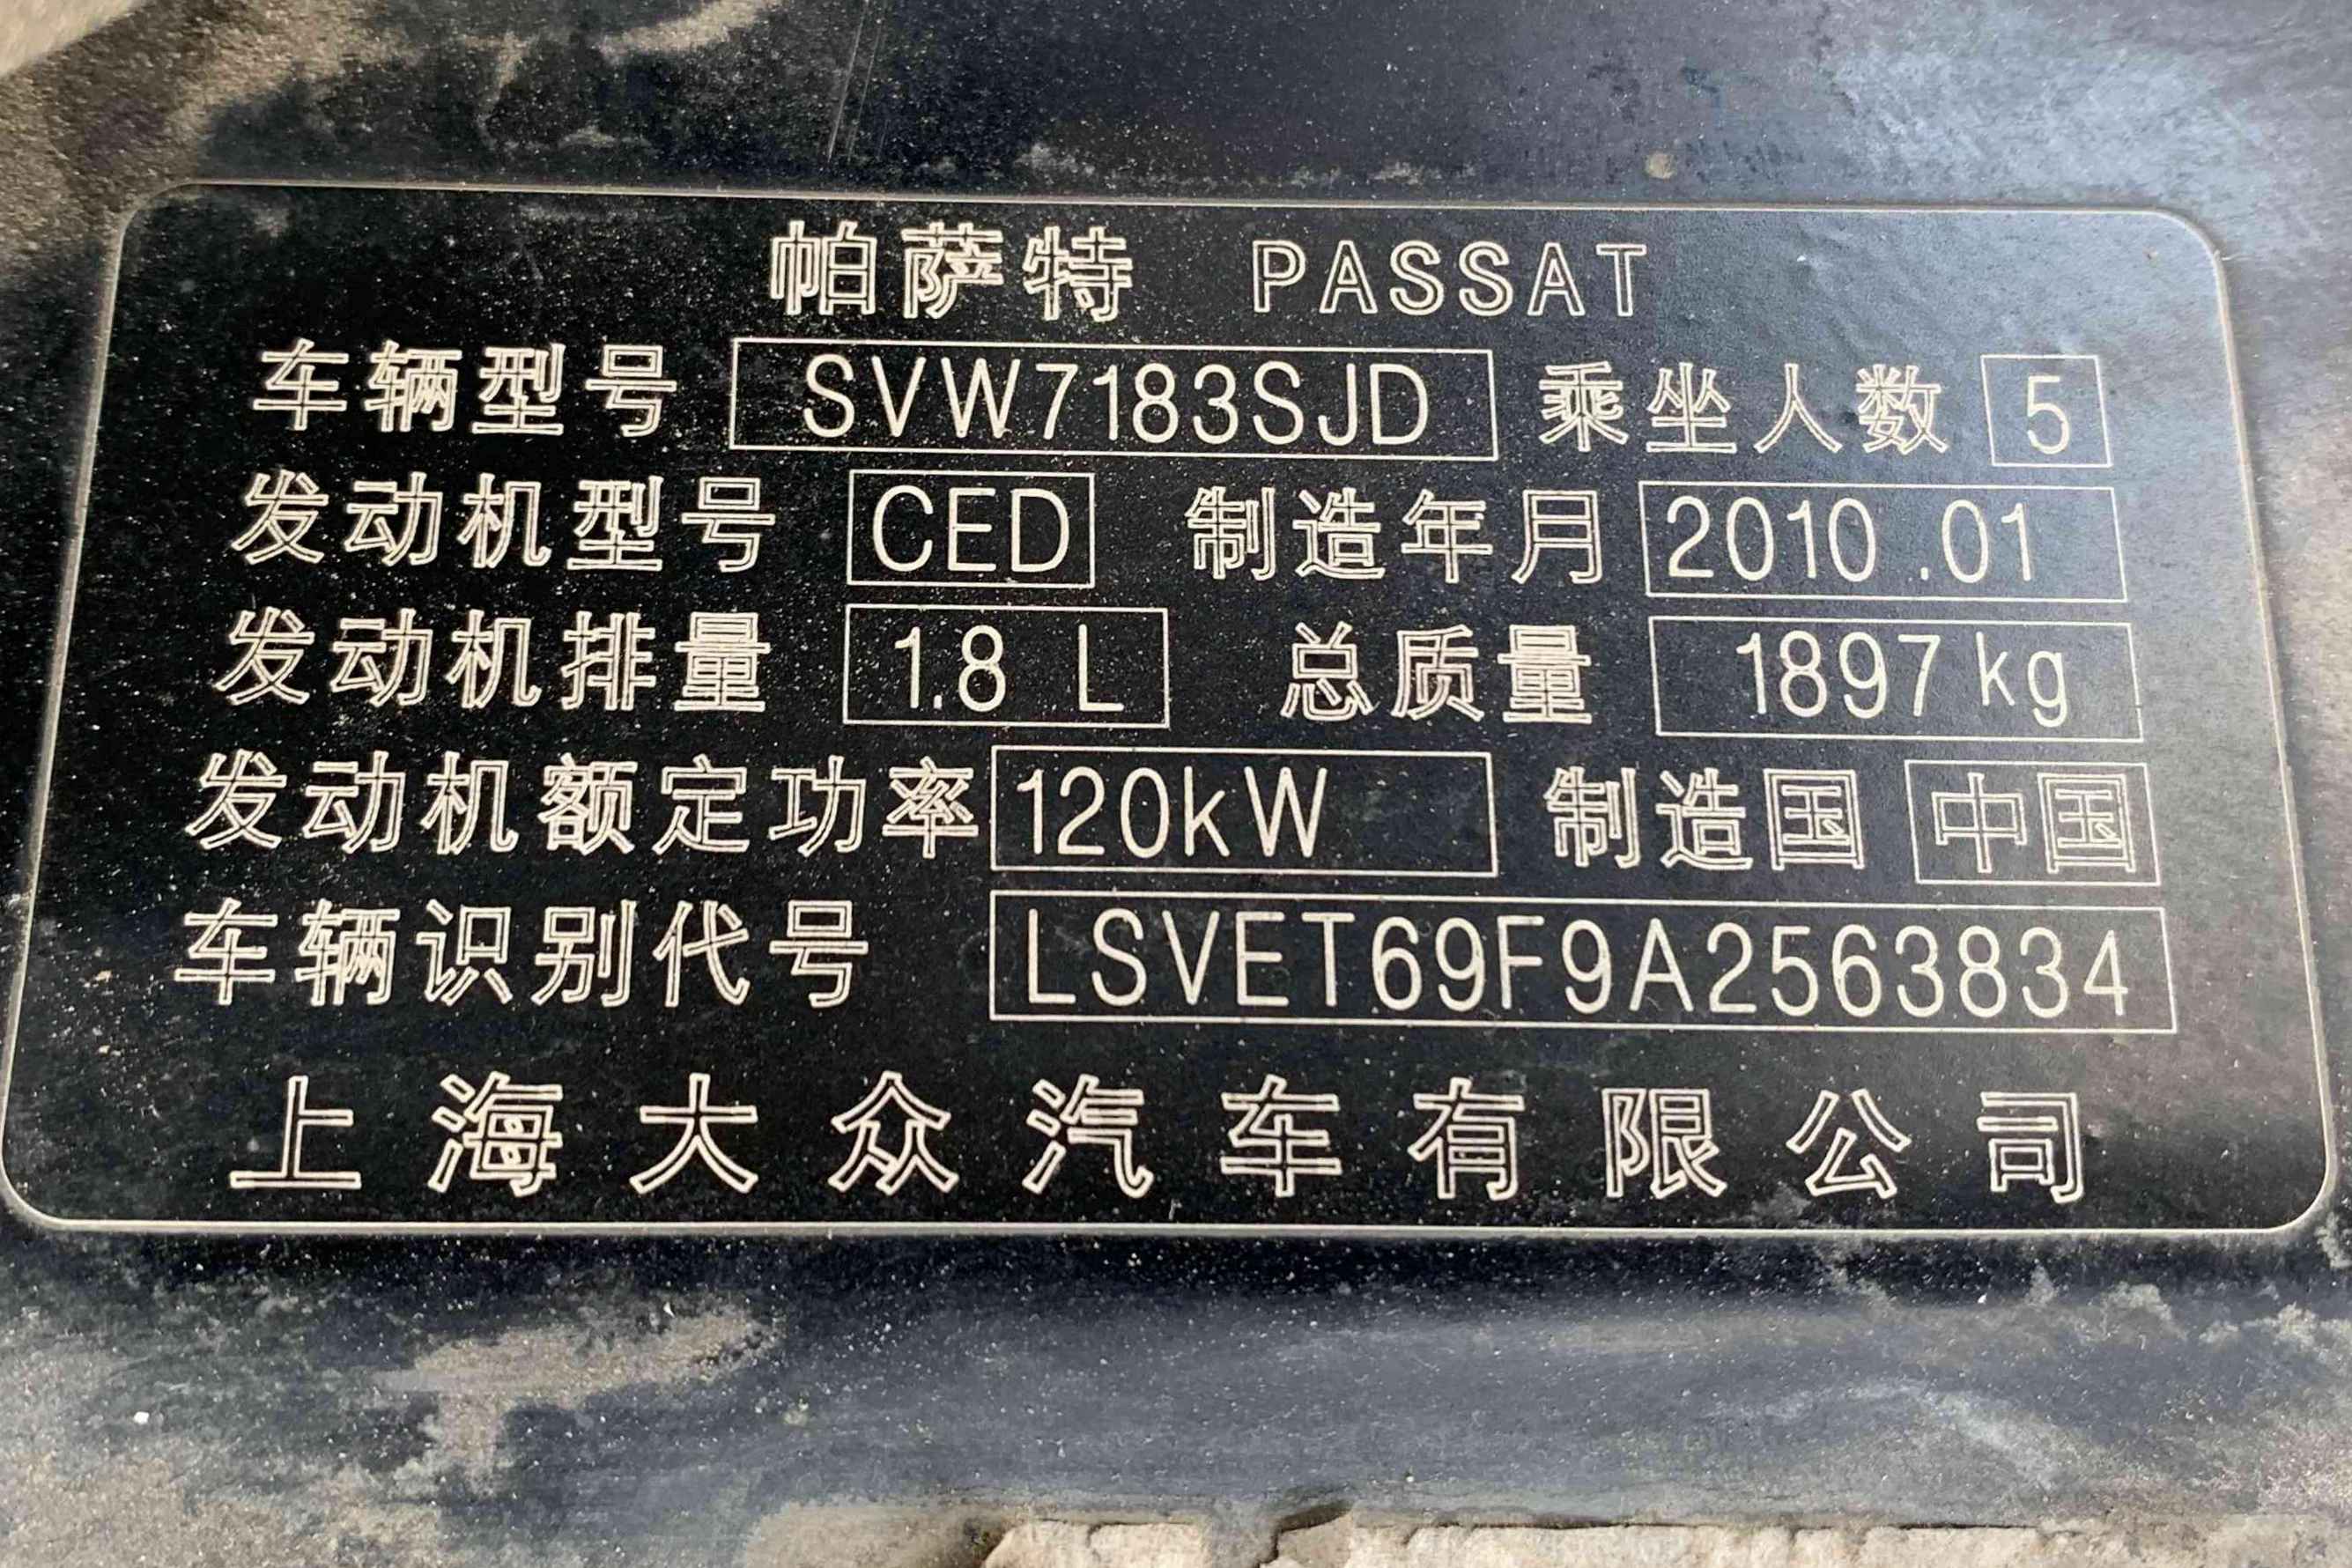 帕萨特 PASSAT
车辆型号 SVW7183SJD 乘坐人数 5
发动机型号 CED 制造年月 2010.01
发动机排量 1.8 L 总质量 1897kg
发动机额定功率 120kW 制造国 中国
车辆识别代号 LSVET69F9A2563834
上海大众汽车有限公司